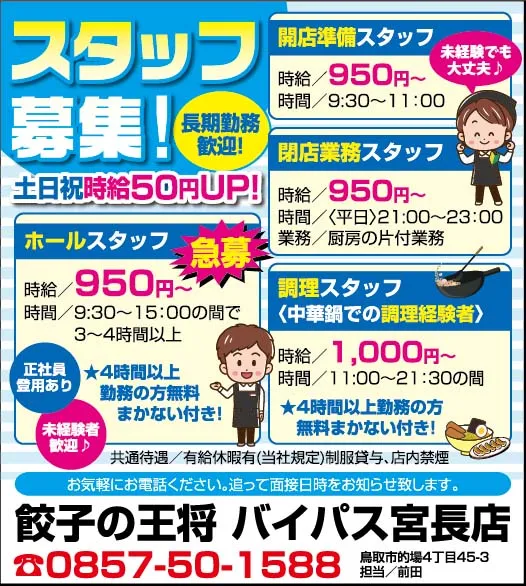 スタッフ
募集!
長期勤務
歓迎!
土日祝時給50円UP!
開店準備スタッフ
時給／950円〜
時間／9:30〜11:00
未経験でも
大丈夫♪
閉店業務スタッフ
時給／950円〜
時間／〈平日〉21:00〜23:00
業務／厨房の片付業務
ホールスタッフ
急募
時給／950円〜
時間／9:30〜15:00の間で
3〜4時間以上
正社員
登用あり
★4時間以上
勤務の方無料
まかない付き!
未経験者
歓迎♪
調理スタッフ
〈中華鍋での調理経験者〉
時給／1,000円〜
時間／11:00〜21:30の間
★4時間以上勤務の方
無料まかない付き!
共通待遇／有給休暇有(当社規定)制服貸与、店内禁煙
お気軽にお電話ください。追って面接日時をお知らせ致します。
餃子の王将 バイパス宮長店
☎0857-50-1588
鳥取市的場4丁目45-3
担当／前田